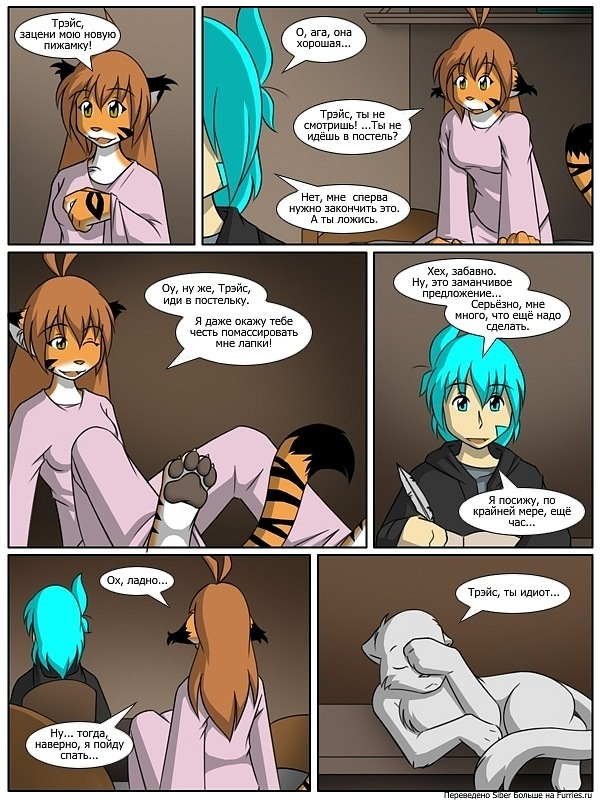 Трэйс,
зацени мою новую
пижамку!
О, ага, она
хорошая...
Трэйс, ты не
смотришь! ...Ты не
идёшь в постель?
Нет, мне сперва
нужно закончить это.
А ты ложись.
Оу, ну уж, Трэйс,
иди в постельку.
Я даже окажу тебе
честь помассировать
мне лапки!
Хех, забавно.
Ну, это заманчивое
предложение...
Серьёзно, мне
много, что ещё надо
сделать.
Я посижу, по
крайней мере, ещё
час...
Ох, ладно...
Ну... тогда,
наверно, я пойду
спать...
Трэйс, ты идиот...
Переведено Siber Больше на Furries.ru